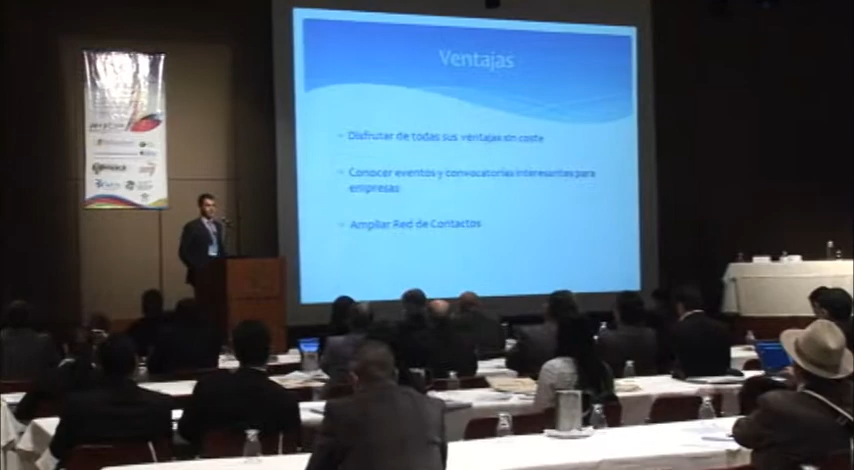 Ventajas
Disfrutar de todas sus ventajas sin coste
Conocer eventos y convocatorias interesantes para
empresas
Ampliar Red de Contactos